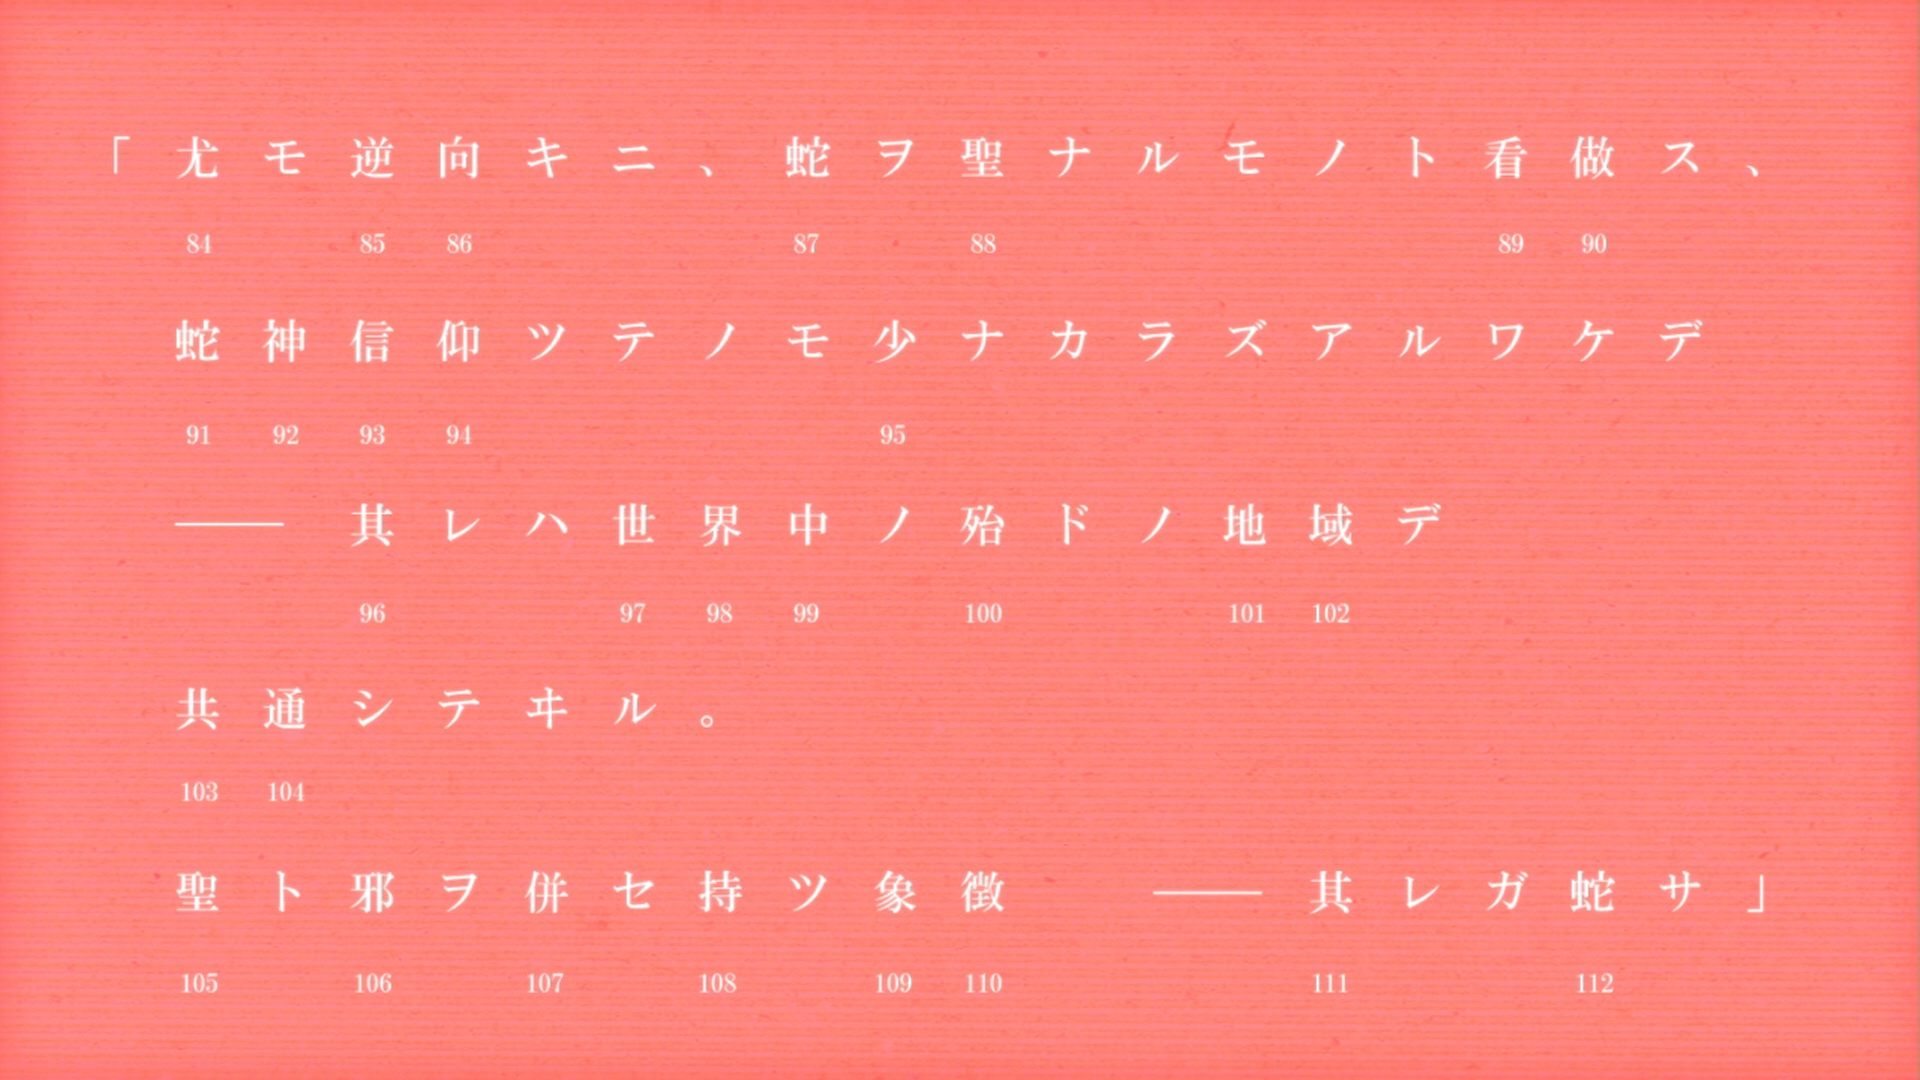 「尤モ逆向キニ、蛇ヲ聖ナルモノト看做ス、
84 85 86 87 88 89 90
蛇神信仰ツテノモ少ナカラズアルワケデ
91 92 93 94 95
―― 其レハ世界中ノ殆ドノ地域デ
96 97 98 99 100 101 102
共通シテヰル。
103 104
聖ト邪ヲ併セ持ツ象徴 ―― 其レガ蛇サ」
105 106 107 108 109 110 111 112